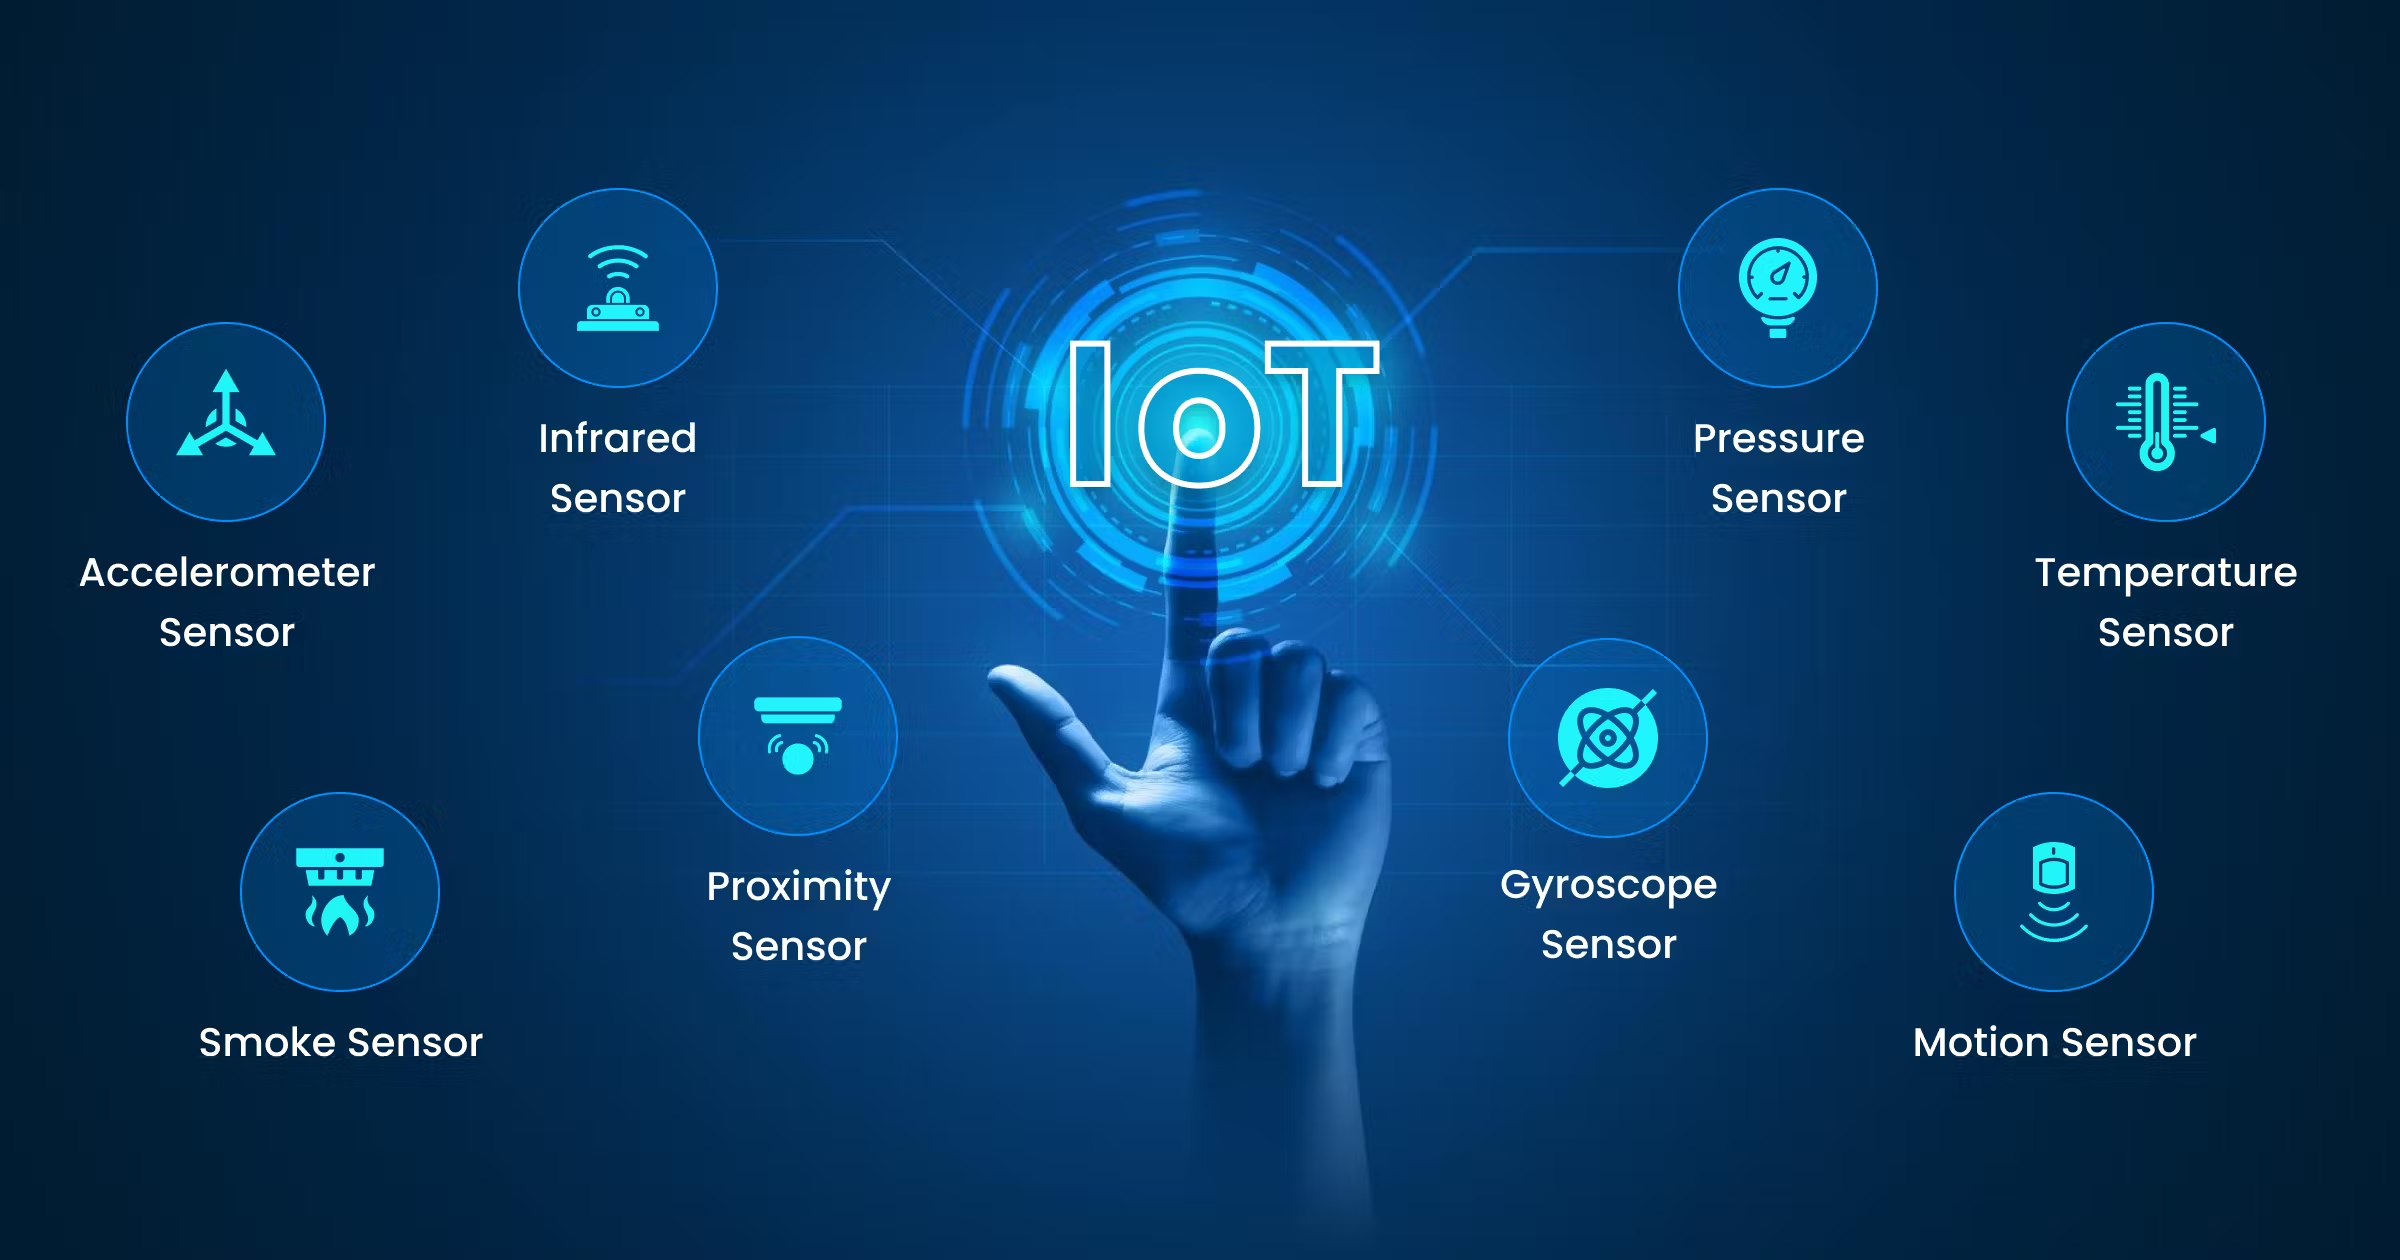 IoT
Infrared
Sensor
Pressure
Sensor
Accelerometer
Sensor
Temperature
Sensor
Proximity
Sensor
Gyroscope
Sensor
Smoke Sensor
Motion Sensor